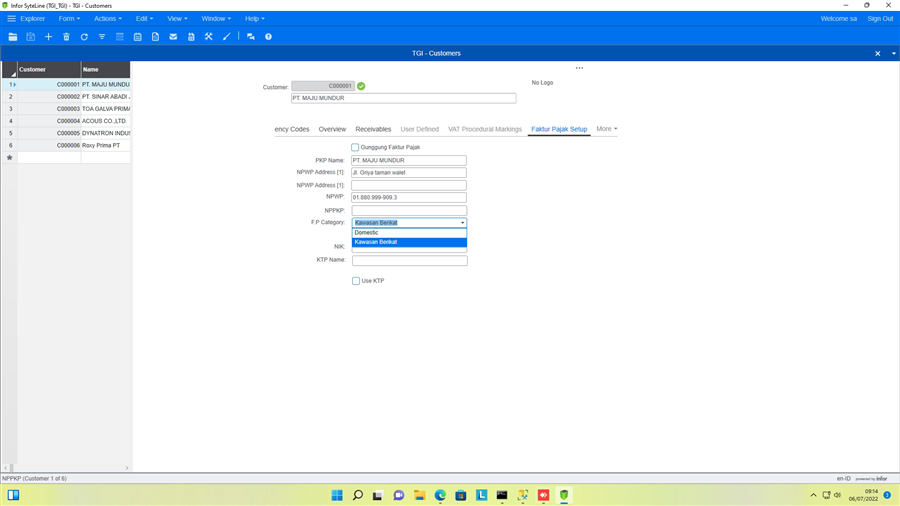 Infor SyteLine (TGI_TGI) - TGI - Customers
Explorer Form Actions Edit View Window Help Welcome sa Sign Out
TGI - Customers
Customer Name
1 C000001 PT. MAJU MUNDU
2 C000002 PT. SINAR ABADI
3 C000003 TOA GALVA PRIMA
4 C000004 ACOUS CO.,LTD.
5 C000005 DYNATRON INDUS
6 C000006 Roxy Prima PT
Customer: C000001
PT. MAJU MUNDUR
No Logo
ency Codes Overview Receivables User Defined VAT Procedural Markings Faktur Pajak Setup More
Gunggung Faktur Pajak
PKP Name: PT. MAJU MUNDUR
NPWP Address [1]: Jl. Griya taman walet
NPWP Address [1]:
NPWP: 01.880.999-909.3
NPPKP:
F.P Category: Kawasan Berikat
Domestic
Kawasan Berikat
NIK:
KTP Name:
Use KTP
NPPKP (Customer 1 of 6) en-ID powered by infor
09:14
06/07/2022
3